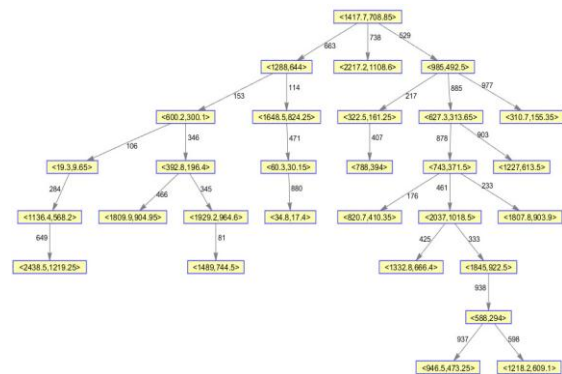 <1417.7,708.85>
663 738 529
<1288,644> <2217.2,1108.6> <985,492.5>
153 114 217 885 977
<600.2,300.1> <1648.5,824.25> <322.5,161.25> <627.3,313.65> <310.7,155.35>
106 346 471 407 878 903
<19.3,9.65> <392.8,196.4> <60.3,30.15> <788,394> <743,371.5> <1227,613.5>
284 466 345 880 176 461 233
<1136.4,568.2> <1809.9,904.95> <1929.2,964.6> <34.8,17.4> <820.7,410.35> <2037,1018.5> <1807.8,903.9>
649 81 425 333
<2438.5,1219.25> <1489,744.5> <1332.8,666.4> <1845,922.5>
938
<588,294>
937 598
<946.5,473.25> <1218.2,609.1>